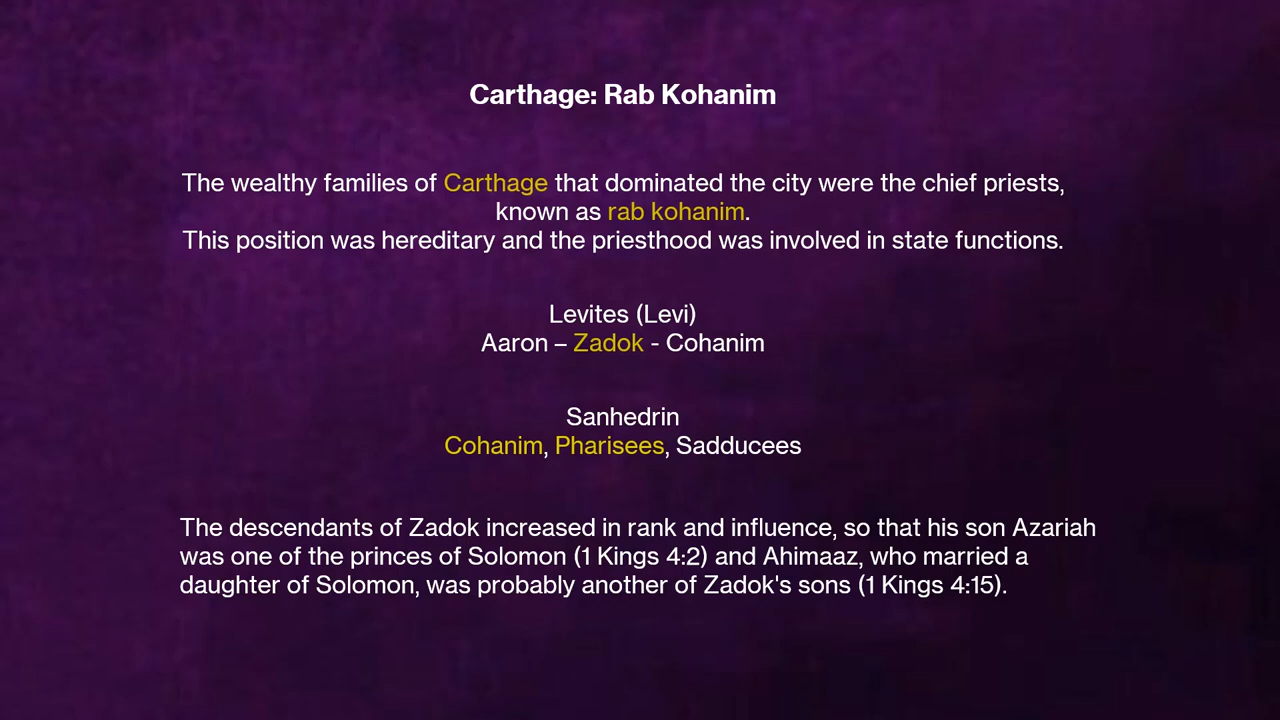 Carthage: Rab Kohanim
The wealthy families of Carthage that dominated the city were the chief priests,
known as rab kohanim.
This position was hereditary and the priesthood was involved in state functions.
Levites (Levi)
Aaron – Zadok - Cohanim
Sanhedrin
Cohanim, Pharisees, Sadducees
The descendants of Zadok increased in rank and influence, so that his son Azariah
was one of the princes of Solomon (1 Kings 4:2) and Ahimaaz, who married a
daughter of Solomon, was probably another of Zadok's sons (1 Kings 4:15).